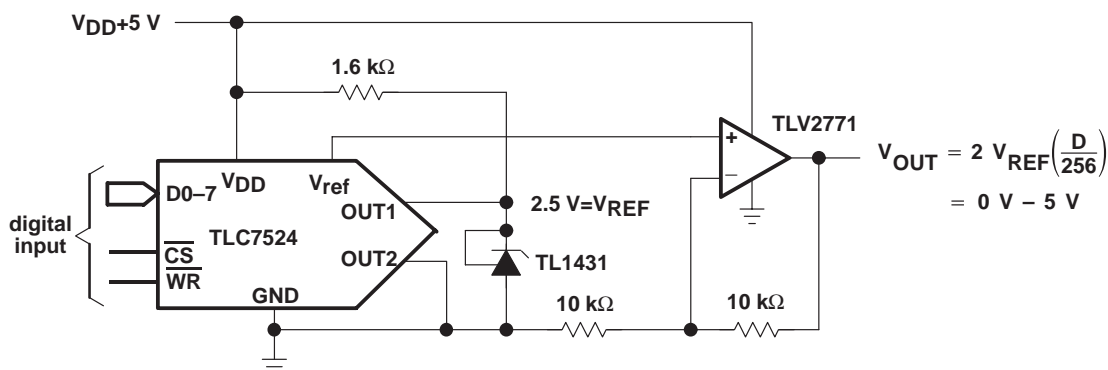 VDD+5 V
1.6 kΩ
TLV2771
+
–
VOUT = 2 VREF(D/256)
= 0 V – 5 V
digital input
D0–7
VDD
Vref
OUT1
2.5 V=VREF
TLC7524
CS
WR
OUT2
TL1431
GND
10 kΩ
10 kΩ